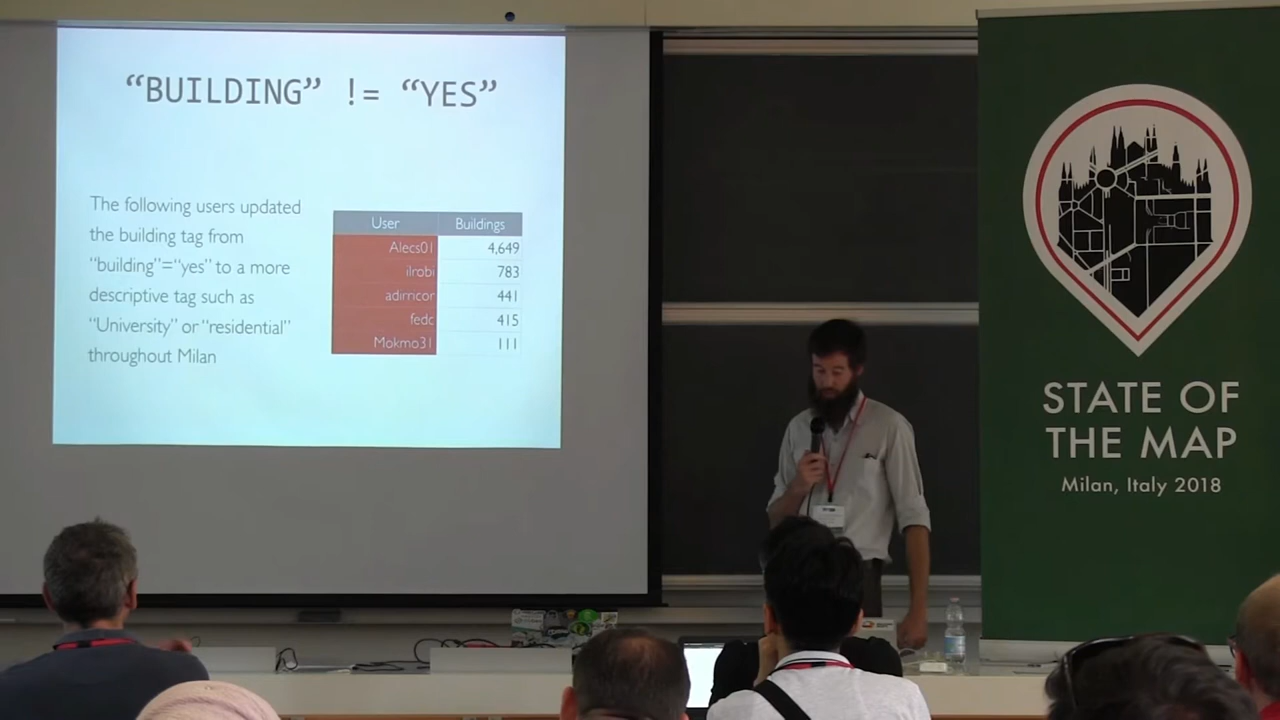 “BUILDING” != “YES”
The following users updated
the building tag from
“building”=“yes” to a more
descriptive tag such as
“University” or “residential”
throughout Milan
User Buildings
Alecs01 4,649
ilrobi 783
adirricor 441
fedc 415
Mokmo31 111
STATE OF
THE MAP
Milan, Italy 2018